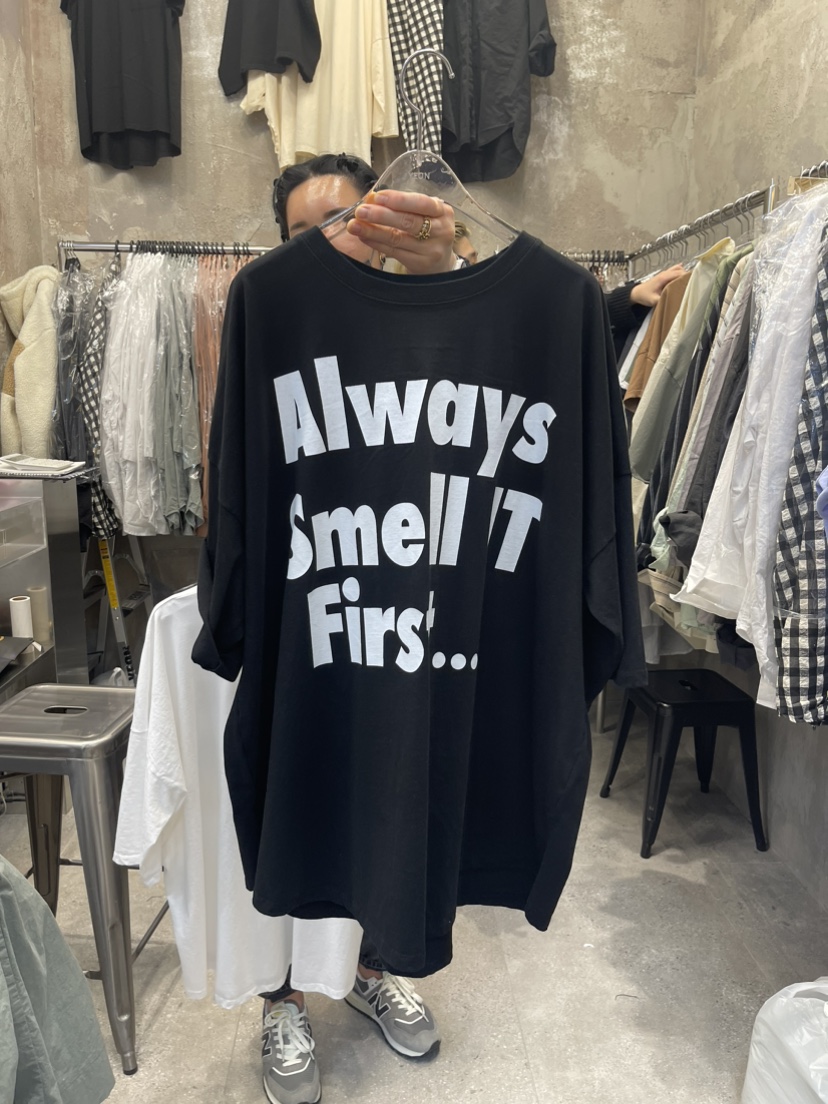 Always
Smell IT
First...
N
N